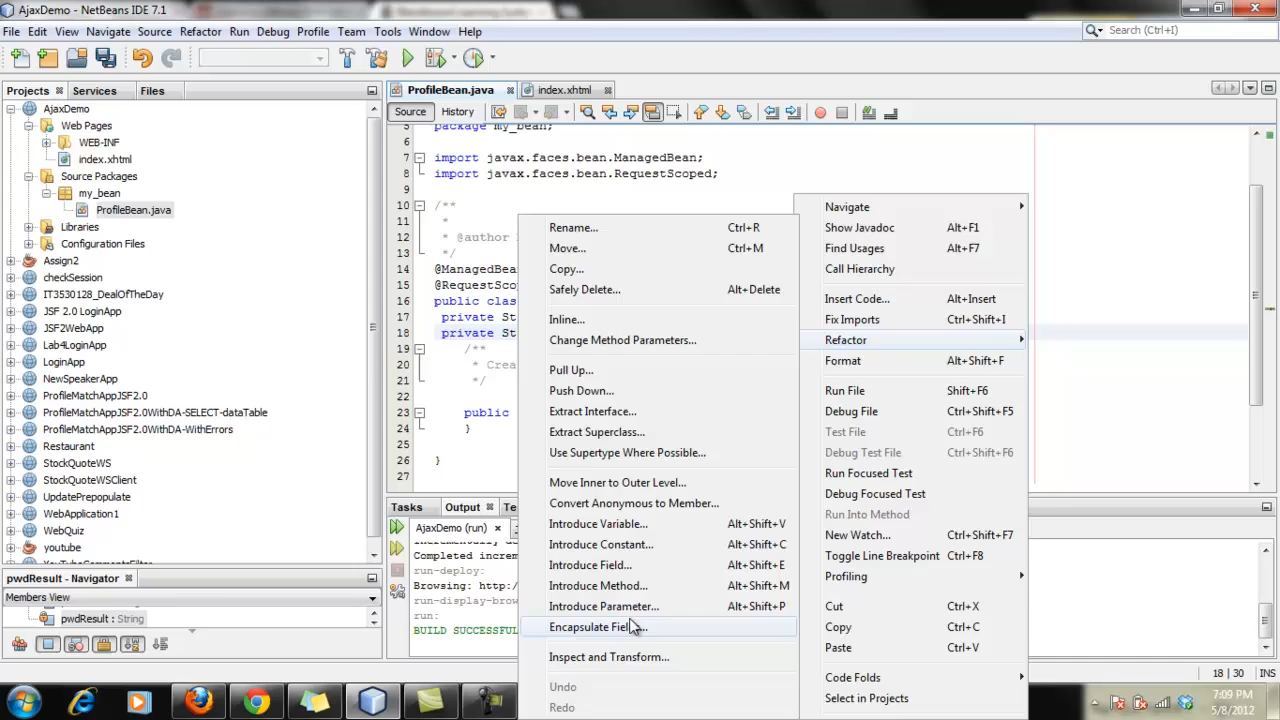 AjaxDemo - NetBeans IDE 7.1
File Edit View Navigate Source Refactor Run Debug Profile Team Tools Window Help
Search (Ctrl+I)
Projects Services Files
ProfileBean.java index.xhtml
Source History
AjaxDemo
Web Pages
WEB-INF
index.xhtml
Source Packages
my_bean
ProfileBean.java
Libraries
Configuration Files
Assign2
checkSession
IT3530128_DealOfTheDay
JSF 2.0 LoginApp
JSF2WebApp
Lab4LoginApp
LoginApp
NewSpeakerApp
ProfileMatchAppJSF2.0
ProfileMatchAppJSF2.0WithDA-SELECT-dataTable
ProfileMatchAppJSF2.0WithDA-WithErrors
Restaurant
StockQuoteWS
StockQuoteWSClient
UpdatePrepopulate
WebApplication1
WebQuiz
youtube
pwdResult - Navigator
Members View
pwdResult : String
5 package my_bean;
6
7 import javax.faces.bean.ManagedBean;
8 import javax.faces.bean.RequestScoped;
9
10 /**
11 *
12 * @author
13 */
14 @ManagedBea
15 @RequestSco
16 public clas
17 private St
18 private St
19 /**
20 * Crea
21 */
22
23 public
24 }
25
26 }
27
Rename... Ctrl+R
Move... Ctrl+M
Copy...
Safely Delete... Alt+Delete
Inline...
Change Method Parameters...
Pull Up...
Push Down...
Extract Interface...
Extract Superclass...
Use Supertype Where Possible...
Move Inner to Outer Level...
Convert Anonymous to Member...
Introduce Variable... Alt+Shift+V
Introduce Constant... Alt+Shift+C
Introduce Field... Alt+Shift+E
Introduce Method... Alt+Shift+M
Introduce Parameter... Alt+Shift+P
Encapsulate Fields...
Inspect and Transform...
Undo
Redo
Navigate
Show Javadoc Alt+F1
Find Usages Alt+F7
Call Hierarchy
Insert Code... Alt+Insert
Fix Imports Ctrl+Shift+I
Refactor
Format Alt+Shift+F
Run File Shift+F6
Debug File Ctrl+Shift+F5
Test File Ctrl+F6
Debug Test File Ctrl+Shift+F6
Run Focused Test
Debug Focused Test
Run Into Method
New Watch... Ctrl+Shift+F7
Toggle Line Breakpoint Ctrl+F8
Profiling
Cut Ctrl+X
Copy Ctrl+C
Paste Ctrl+V
Code Folds
Select in Projects
Tasks Output Te
AjaxDemo (run)
Completed increm
run-deploy:
Browsing: http:/
run-display-brow
run:
BUILD SUCCESSFUL
18 | 30 INS
7:09 PM
5/8/2012